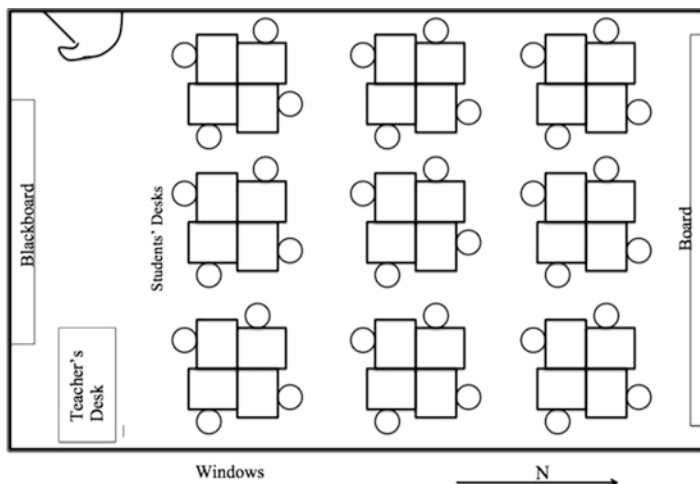 Blackboard
Students' Desks
Board
Teacher's
Desk
Windows
N